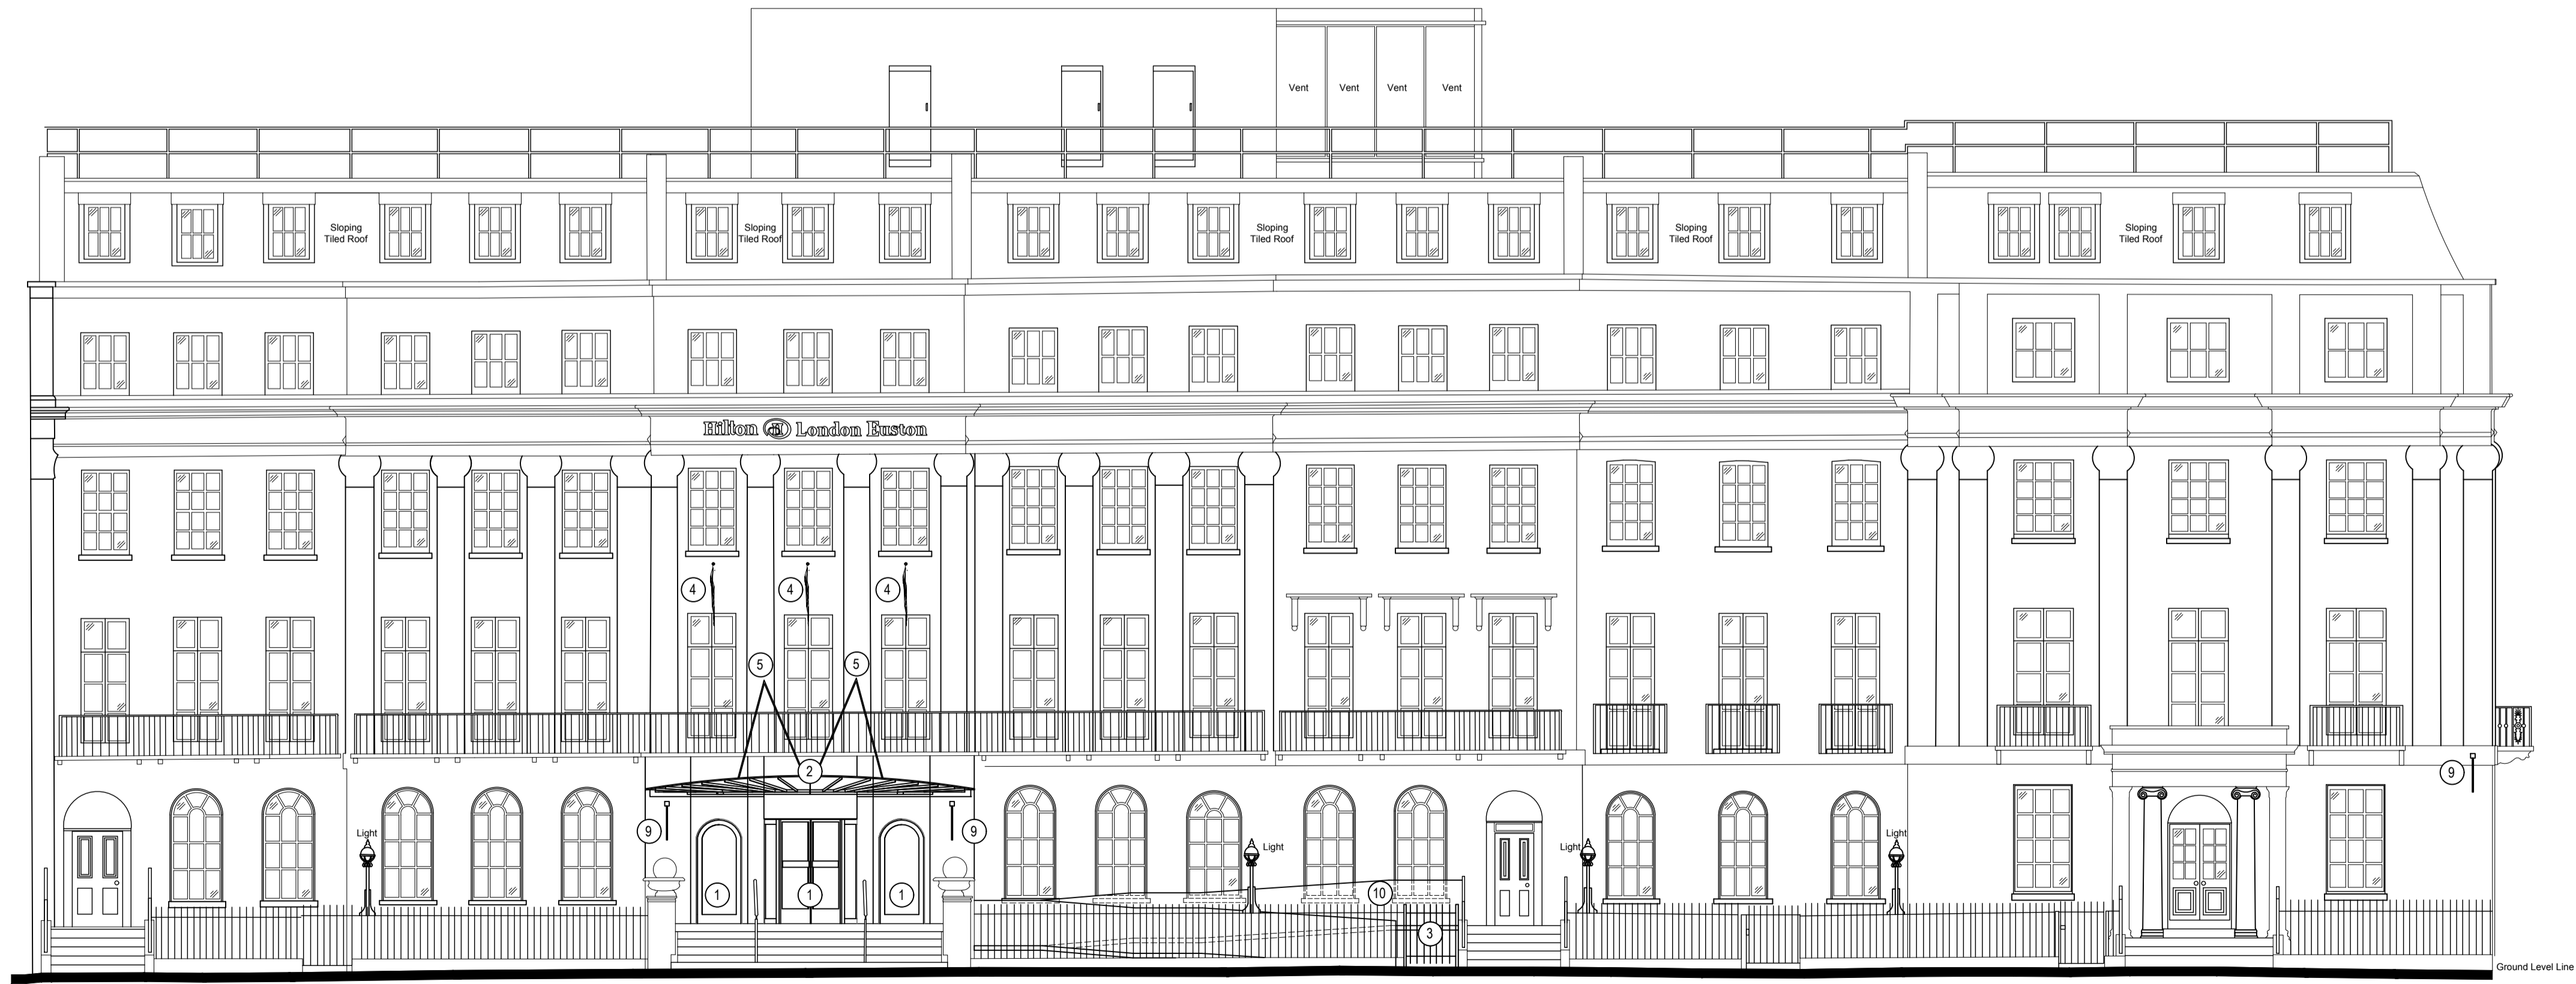 Vent Vent Vent Vent
Sloping
Tiled Roof
Sloping
Tiled Roof
Sloping
Tiled Roof
Sloping
Tiled Roof
Sloping
Tiled Roof
Hilton H London Euston
4 4 4
5 5
2
9
9 9
Light
Light
Light
Light
1 1 1
10
3
Ground Level Line